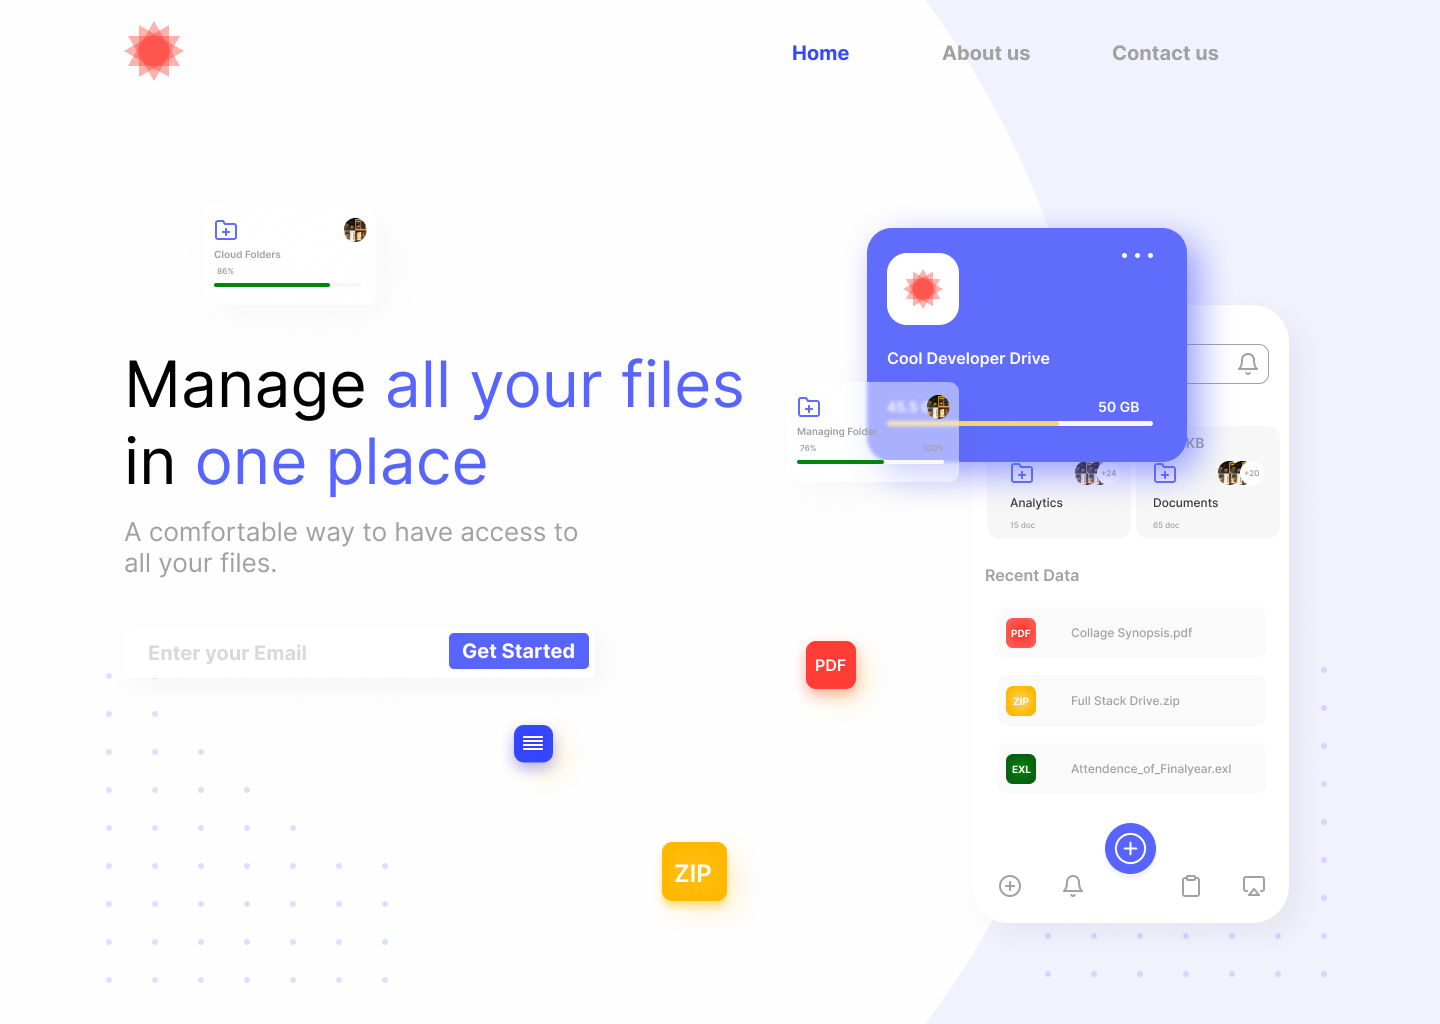 Home
About us
Contact us
Cloud Folders
86%
Manage all your files
in one place
A comfortable way to have access to
all your files.
Enter your Email
Get Started
Cool Developer Drive
45.5
50 GB
Managing Folder
76%
100%
KB
+24
+20
Analytics
Documents
15 doc
65 doc
Recent Data
PDF
Collage Synopsis.pdf
ZIP
Full Stack Drive.zip
EXL
Attendence_of_Finalyear.exl
PDF
ZIP